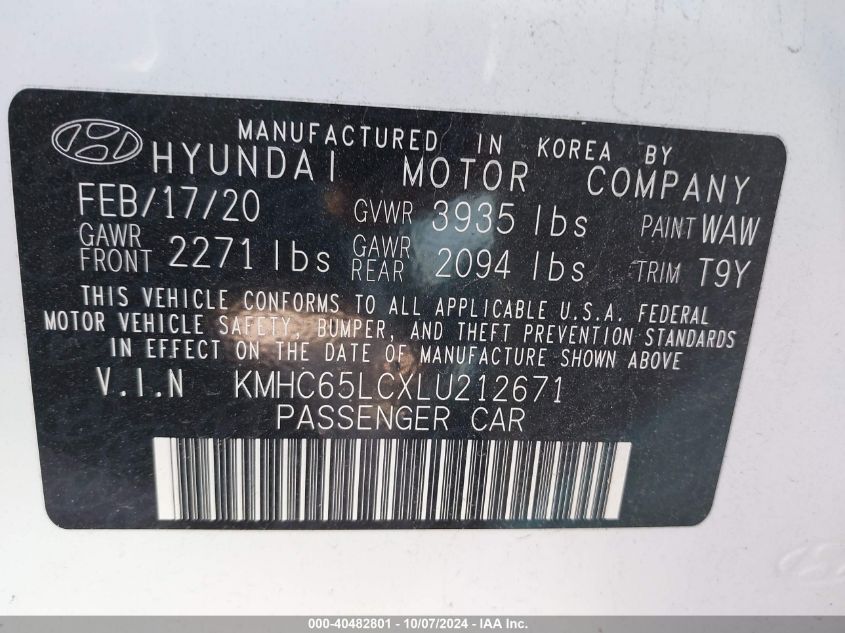 MANUFACTURED IN KOREA BY
HYUNDAI MOTOR COMPANY
FEB/17/20 GVWR 3935 lbs PAINT WAW
GAWR FRONT 2271 lbs GAWR REAR 2094 lbs TRIM T9Y
THIS VEHICLE CONFORMS TO ALL APPLICABLE U.S.A. FEDERAL
MOTOR VEHICLE SAFETY, BUMPER, AND THEFT PREVENTION STANDARDS
IN EFFECT ON THE DATE OF MANUFACTURE SHOWN ABOVE
V.I.N KMHC65LCXLU212671
PASSENGER CAR
000-40482801 - 10/07/2024 - IAA Inc.